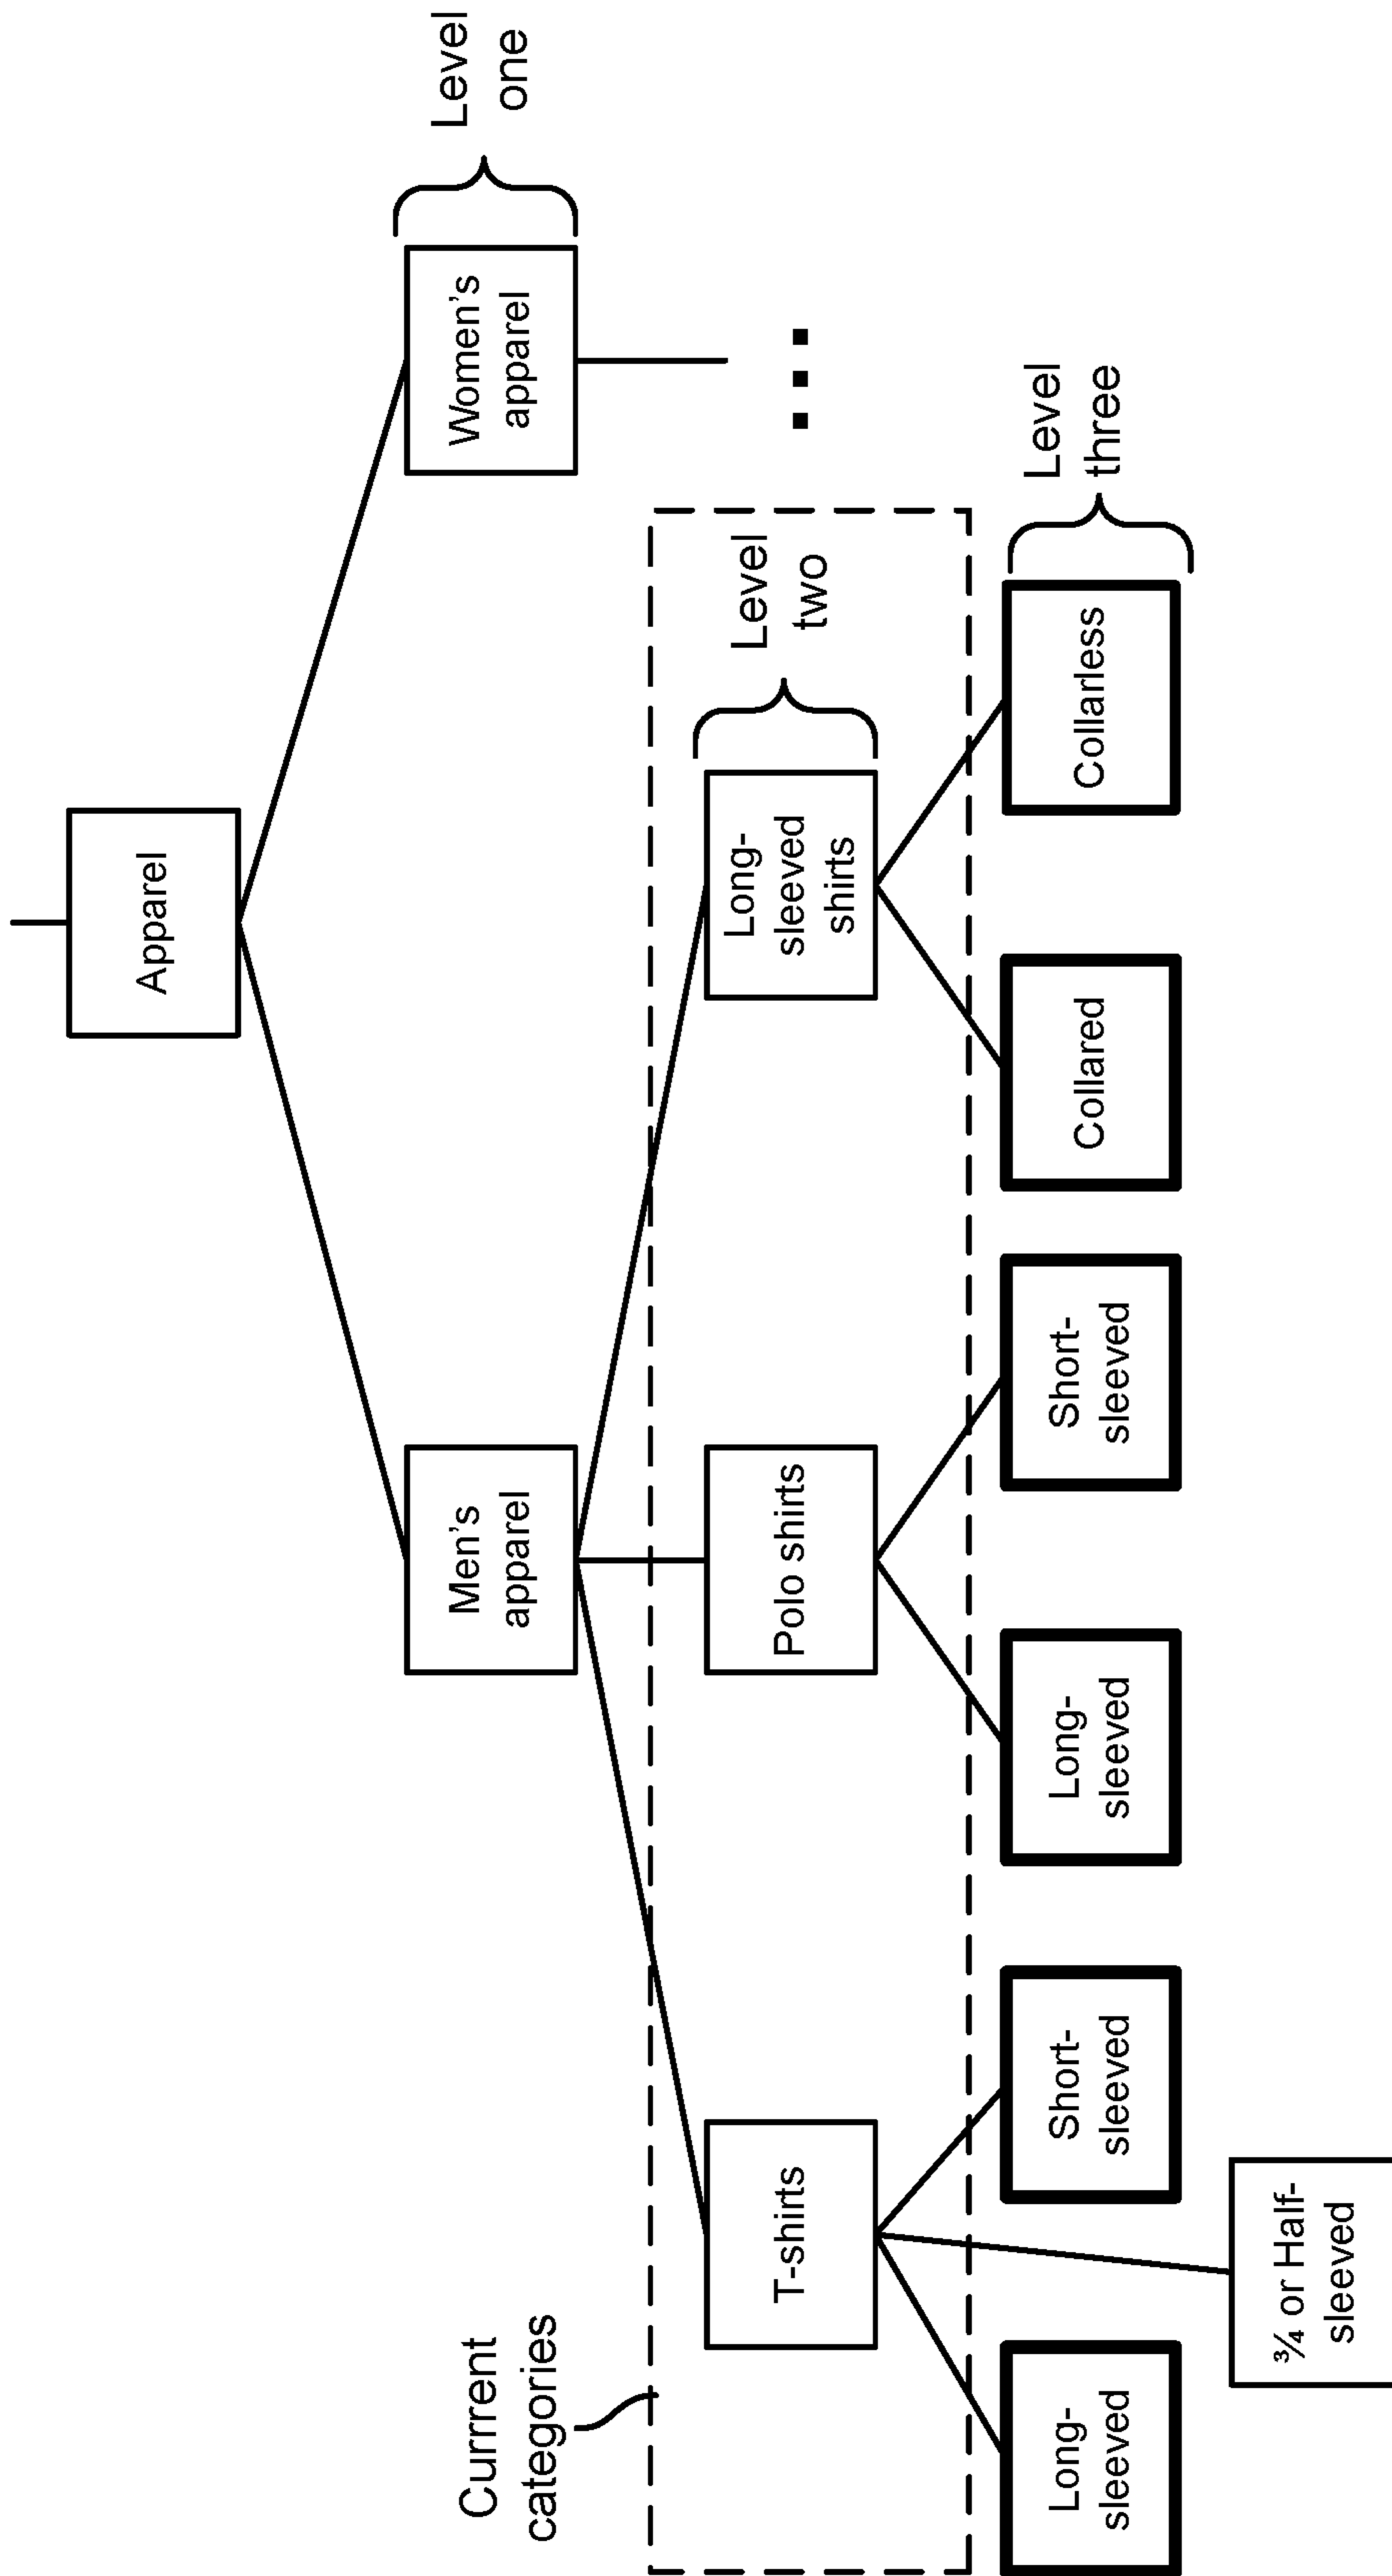 Apparel
Men's
apparel
Women's
apparel
Level
one
Currrent
categories
T-shirts
Polo shirts
Long-
sleeved
shirts
Level
two
Long-
sleeved
Short-
sleeved
Long-
sleeved
Short-
sleeved
Collared
Collarless
Level
three
¾ or Half-
sleeved